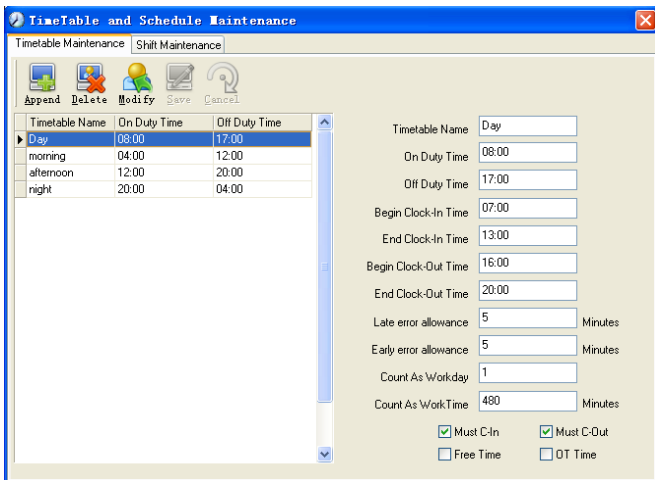 TimeTable and Schedule Maintenance
Timetable Maintenance Shift Maintenance
Append Delete Modify Save Cancel
Timetable Name On Duty Time Off Duty Time
Day 08:00 17:00
morning 04:00 12:00
afternoon 12:00 20:00
night 20:00 04:00
Timetable Name Day
On Duty Time 08:00
Off Duty Time 17:00
Begin Clock-In Time 07:00
End Clock-In Time 13:00
Begin Clock-Out Time 16:00
End Clock-Out Time 20:00
Late error allowance 5 Minutes
Early error allowance 5 Minutes
Count As Workday 1
Count As WorkTime 480 Minutes
Must C-In Must C-Out
Free Time OT Time